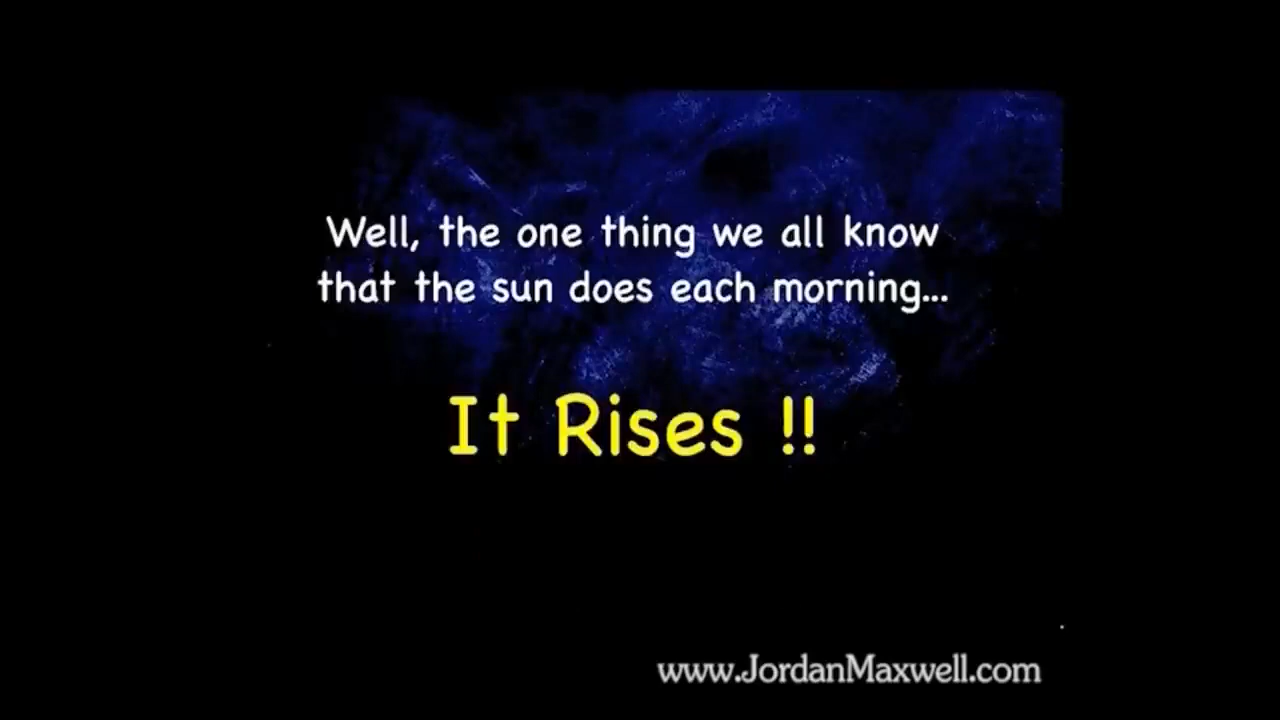 Well, the one thing we all know
that the sun does each morning...
It Rises !!
www.JordanMaxwell.com